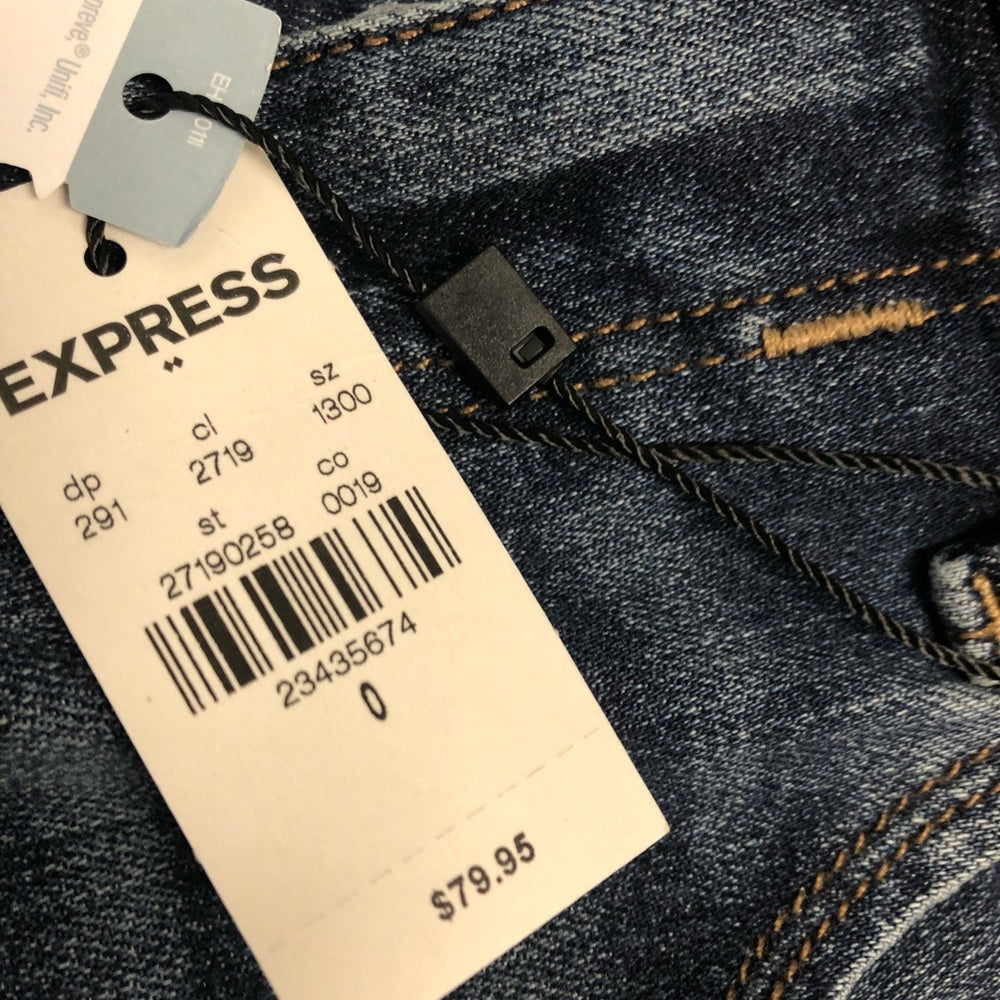 Unifi, Inc.
EXPRESS
dp cl sz
291 2719 1300
st co
27190258 0019
23435674
0
$79.95